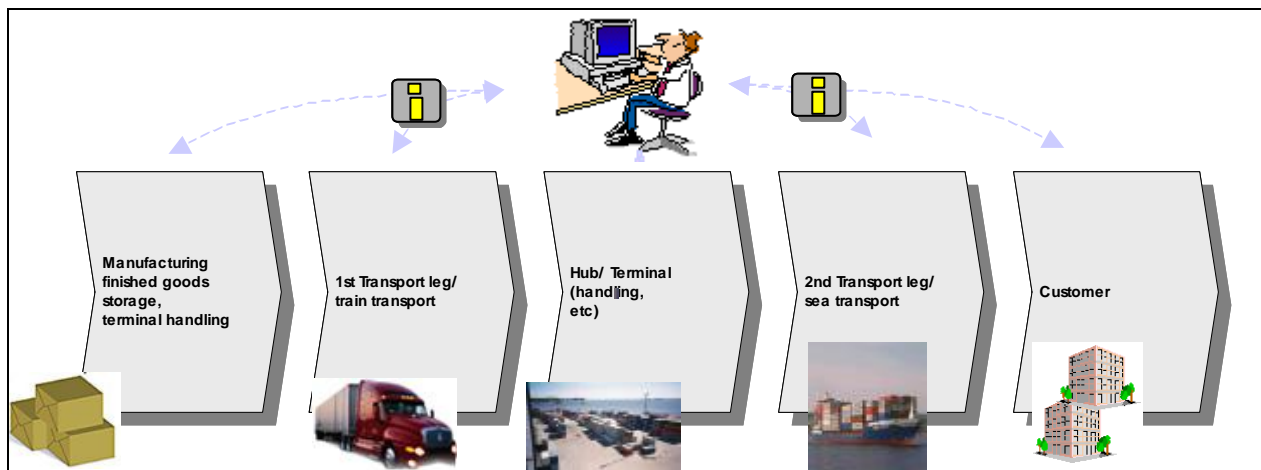 Manufacturing
finished goods
storage,
terminal handling
1st Transport leg/
train transport
Hub/ Terminal
(handling,
etc)
2nd Transport leg/
sea transport
Customer